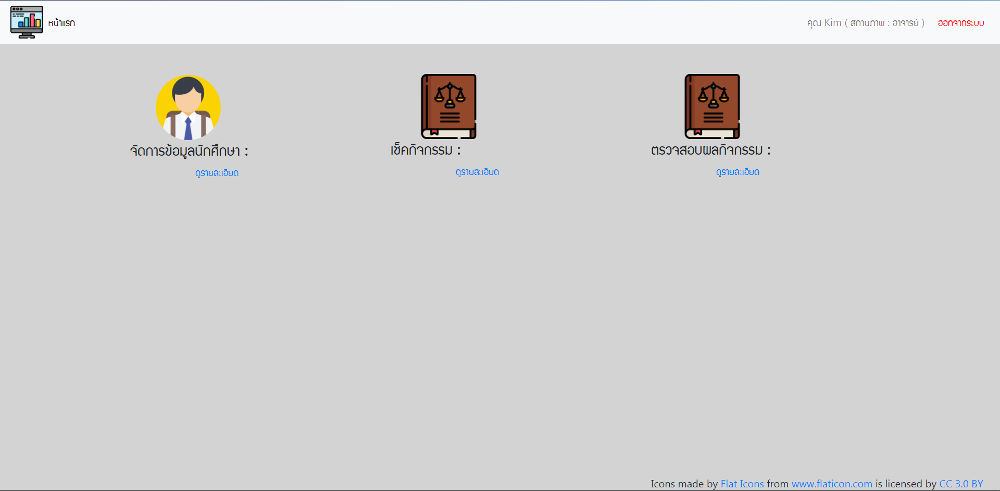 หน้าแรก
คุณ Kim ( สถานภาพ : อาจารย์ )
ออกจากระบบ
จัดการข้อมูลนักศึกษา :
ดูรายละเอียด
เช็คกิจกรรม :
ดูรายละเอียด
ตรวจสอบผลกิจกรรม :
ดูรายละเอียด
Icons made by Flat Icons from www.flaticon.com is licensed by CC 3.0 BY